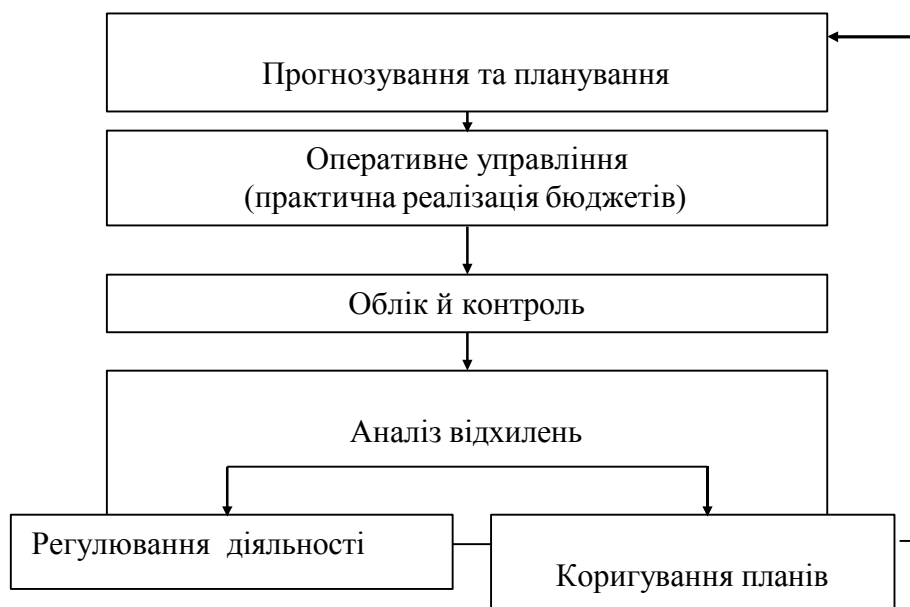 Прогнозування та планування
Оперативне управління
(практична реалізація бюджетів)
Облік й контроль
Аналіз відхилень
Регулювання діяльності
Коригування планів